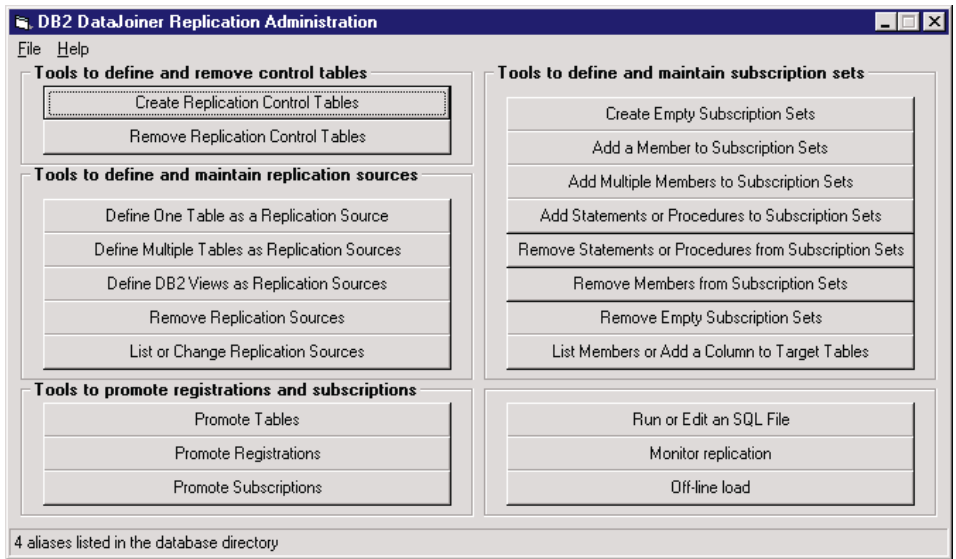 DB2 DataJoiner Replication Administration
File Help
Tools to define and remove control tables
Create Replication Control Tables
Remove Replication Control Tables
Tools to define and maintain replication sources
Define One Table as a Replication Source
Define Multiple Tables as Replication Sources
Define DB2 Views as Replication Sources
Remove Replication Sources
List or Change Replication Sources
Tools to promote registrations and subscriptions
Promote Tables
Promote Registrations
Promote Subscriptions
Tools to define and maintain subscription sets
Create Empty Subscription Sets
Add a Member to Subscription Sets
Add Multiple Members to Subscription Sets
Add Statements or Procedures to Subscription Sets
Remove Statements or Procedures from Subscription Sets
Remove Members from Subscription Sets
Remove Empty Subscription Sets
List Members or Add a Column to Target Tables
Run or Edit an SQL File
Monitor replication
Off-line load
4 aliases listed in the database directory